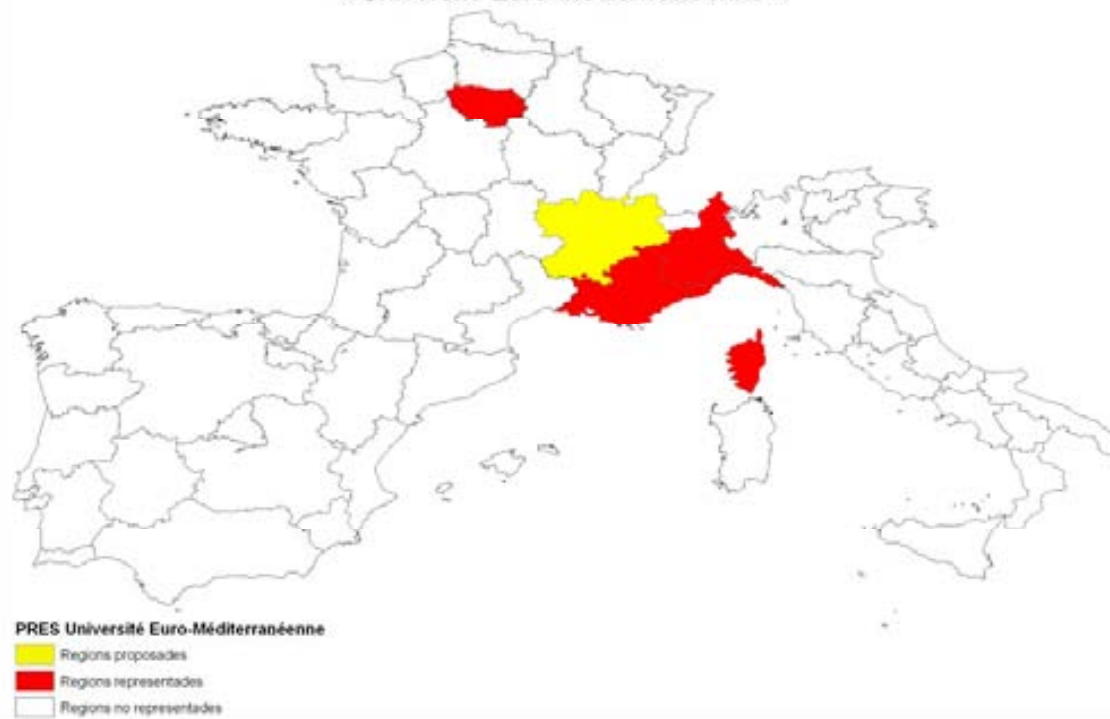 PRES Université Euro-Méditerranéenne
Regions proposades
Regions representades
Regions no representades